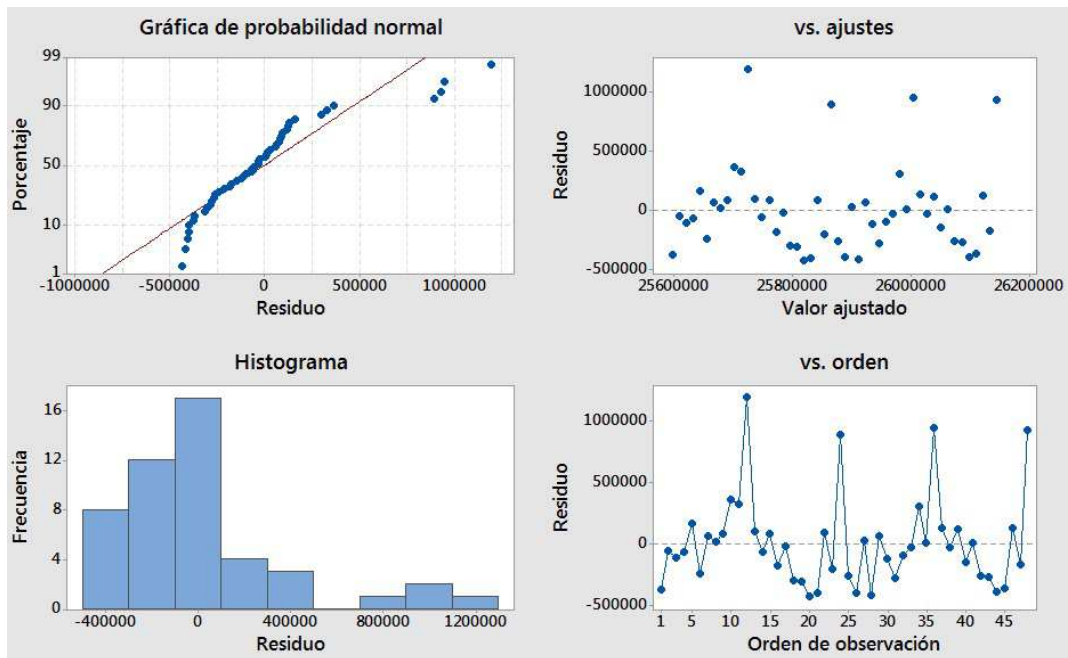 Gráfica de probabilidad normal
99
90
50
10
1
Porcentaje
-1000000 -500000 0 500000 1000000
Residuo
vs. ajustes
1000000
500000
0
-500000
Residuo
25600000 25800000 26000000 26200000
Valor ajustado
Histograma
16
12
8
4
0
Frecuencia
-400000 0 400000 800000 1200000
Residuo
vs. orden
1000000
500000
0
-500000
Residuo
1 5 10 15 20 25 30 35 40 45
Orden de observación